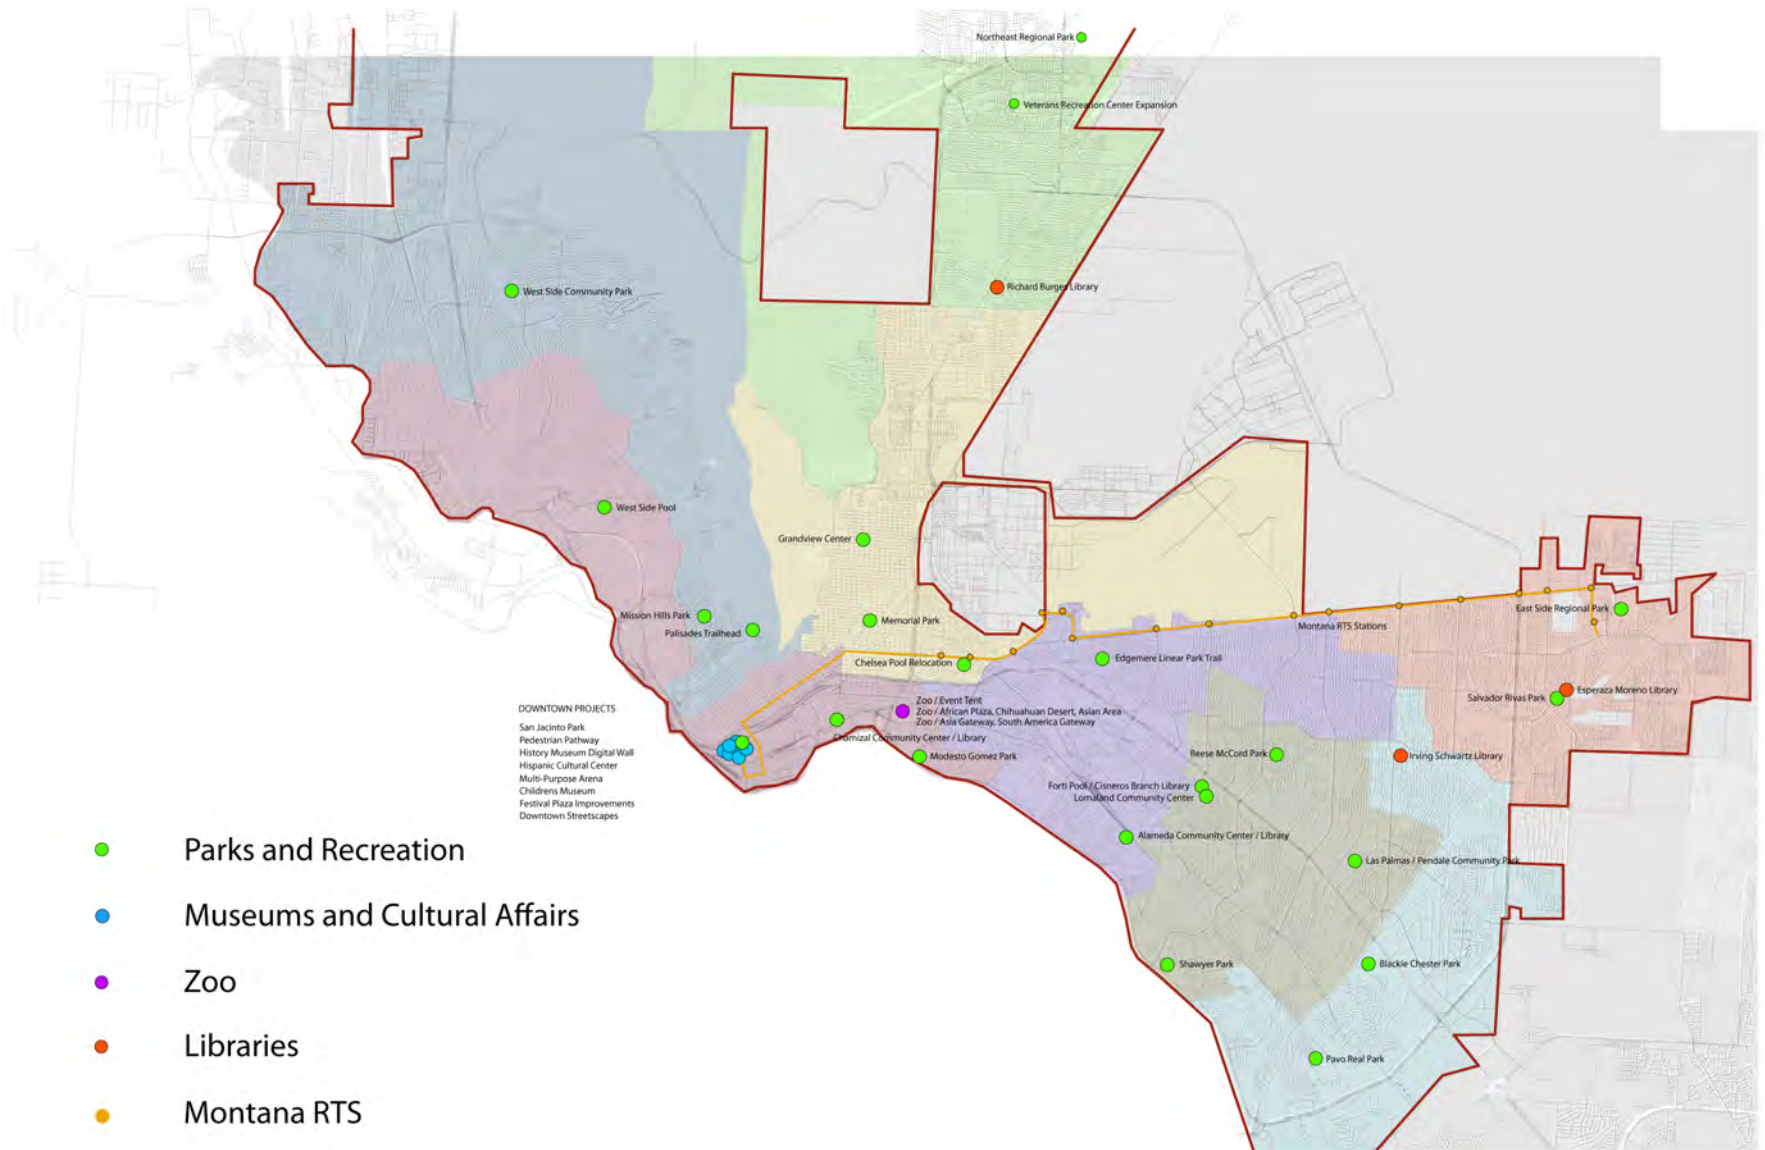 Northeast Regional Park
Veterans Recreation Center Expansion
Richard Burges Library
West Side Community Park
West Side Pool
Grandview Center
Mission Hills Park
Palisades Trailhead
Memorial Park
East Side Regional Park
Montana RTS Stations
Chelsea Pool Relocation
Edgemere Linear Park Trail
Esperaza Moreno Library
Salvador Rivas Park
Zoo / Event Tent
Zoo / African Plaza, Chihuahuan Desert, Asian Area
Zoo / Asia Gateway, South America Gateway
Chamizal Community Center / Library
Modesto Gomez Park
Reese McCord Park
Irving Schwartz Library
Forti Pool / Cisneros Branch Library
Lomaland Community Center
Alameda Community Center / Library
Las Palmas / Pendale Community Park
Shawyer Park
Blackie Chester Park
Pavo Real Park
DOWNTOWN PROJECTS
San Jacinto Park
Pedestrian Pathway
History Museum Digital Wall
Hispanic Cultural Center
Multi-Purpose Arena
Childrens Museum
Festival Plaza Improvements
Downtown Streetscapes
Parks and Recreation
Museums and Cultural Affairs
Zoo
Libraries
Montana RTS